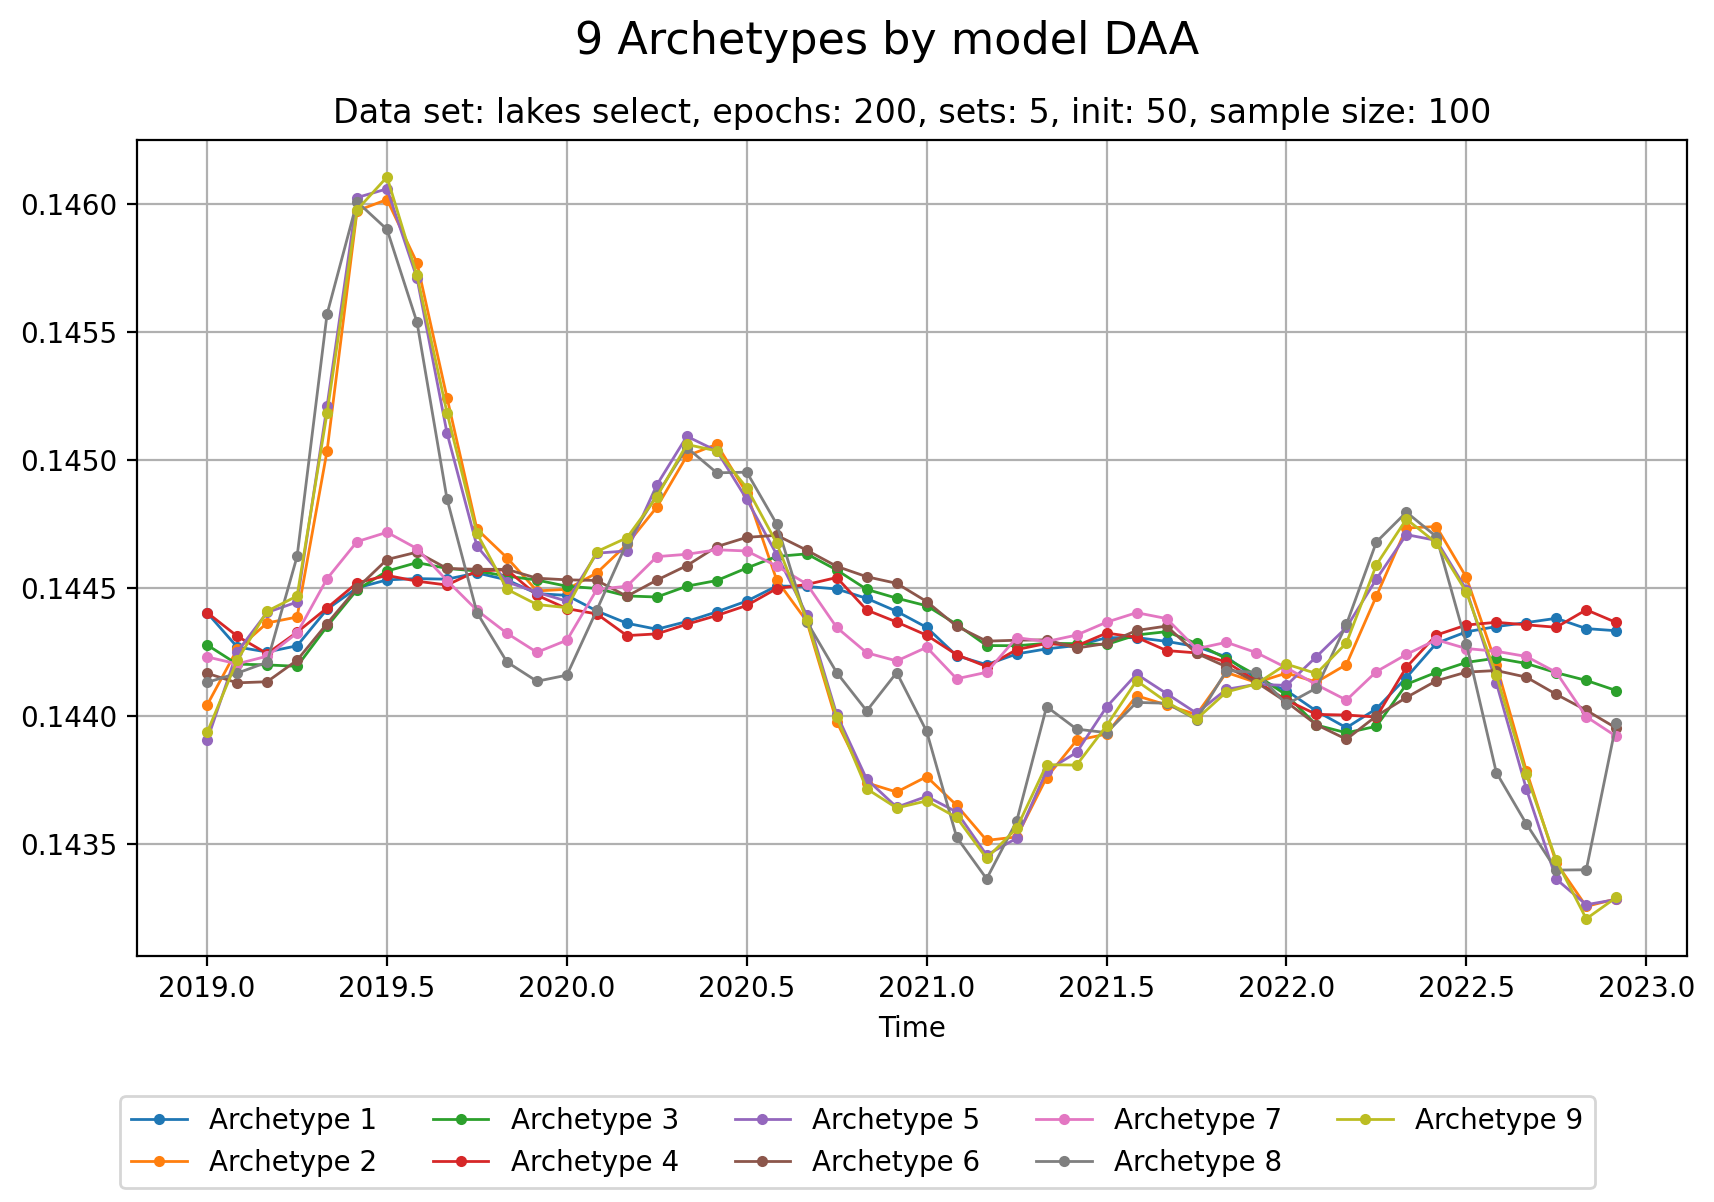 9 Archetypes by model DAA
Data set: lakes select, epochs: 200, sets: 5, init: 50, sample size: 100
0.1460
0.1455
0.1450
0.1445
0.1440
0.1435
2019.0 2019.5 2020.0 2020.5 2021.0 2021.5 2022.0 2022.5 2023.0
Time
Archetype 1 Archetype 3 Archetype 5 Archetype 7 Archetype 9
Archetype 2 Archetype 4 Archetype 6 Archetype 8